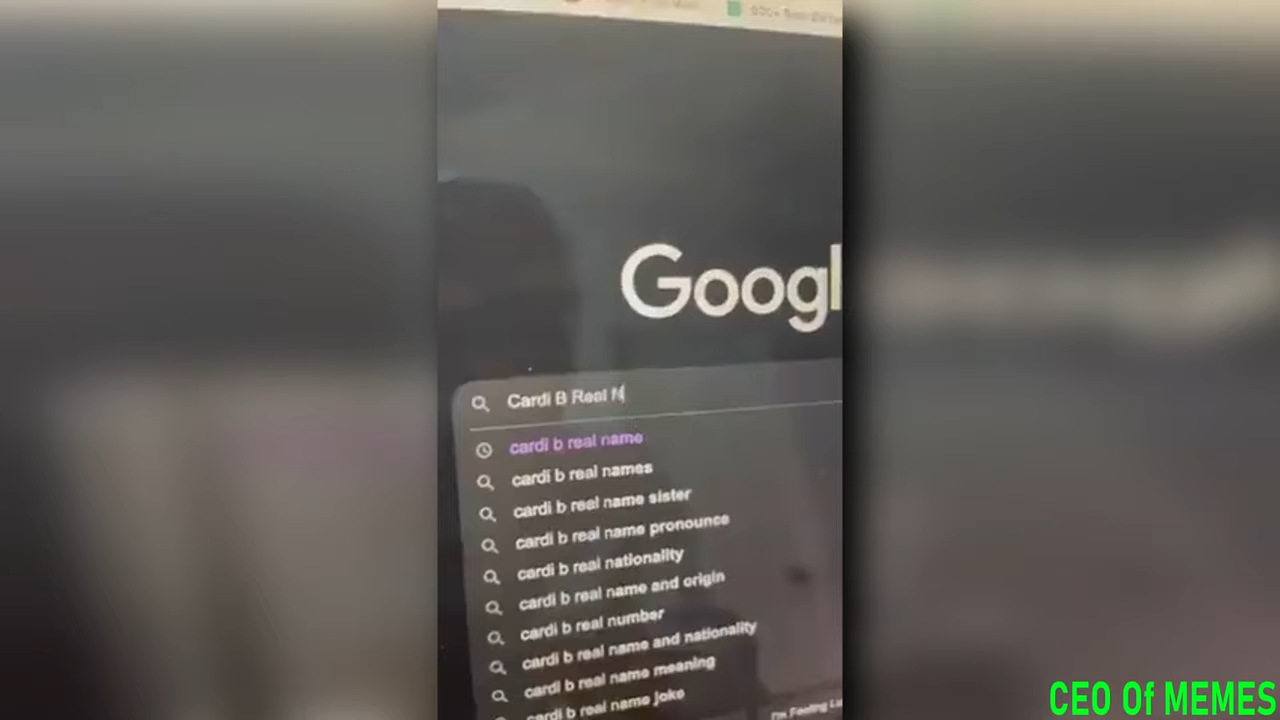 Googl
Cardi B Real N
cardi b real name
cardi b real names
cardi b real name sister
cardi b real name pronounce
cardi b real nationality
cardi b real name and origin
cardi b real number
cardi b real name and nationality
cardi b real name meaning
cardi b real name joke
I'm Feeling Lu
CEO Of MEMES